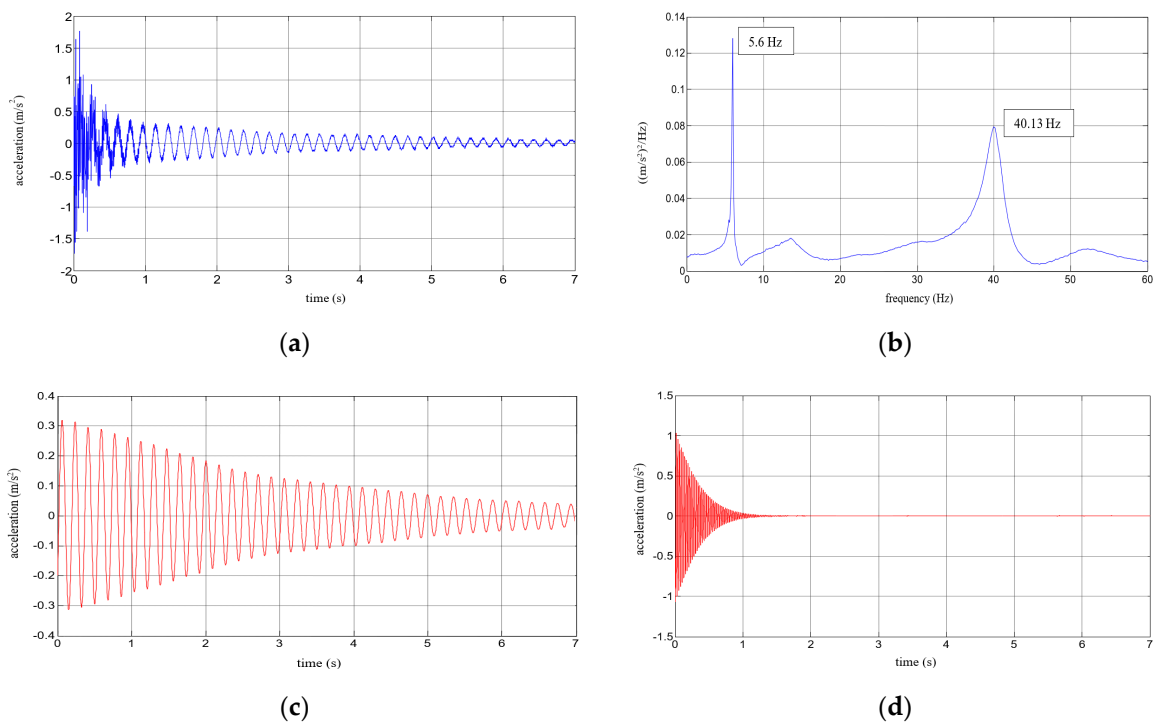 2
1.5
1
0.5
0
-0.5
-1
-1.5
-2
acceleration (m/s²)
0 1 2 3 4 5 6 7
time (s)
(a)
0.14
0.12
0.10
0.08
0.06
0.04
0.02
0
((m/s²)²/Hz)
5.6 Hz
40.13 Hz
0 10 20 30 40 50 60
frequency (Hz)
(b)
0.4
0.3
0.2
0.1
0
-0.1
-0.2
-0.3
-0.4
acceleration (m/s²)
0 1 2 3 4 5 6 7
time (s)
(c)
1.5
1
0.5
0
-0.5
-1
-1.5
acceleration (m/s²)
0 1 2 3 4 5 6 7
time (s)
(d)